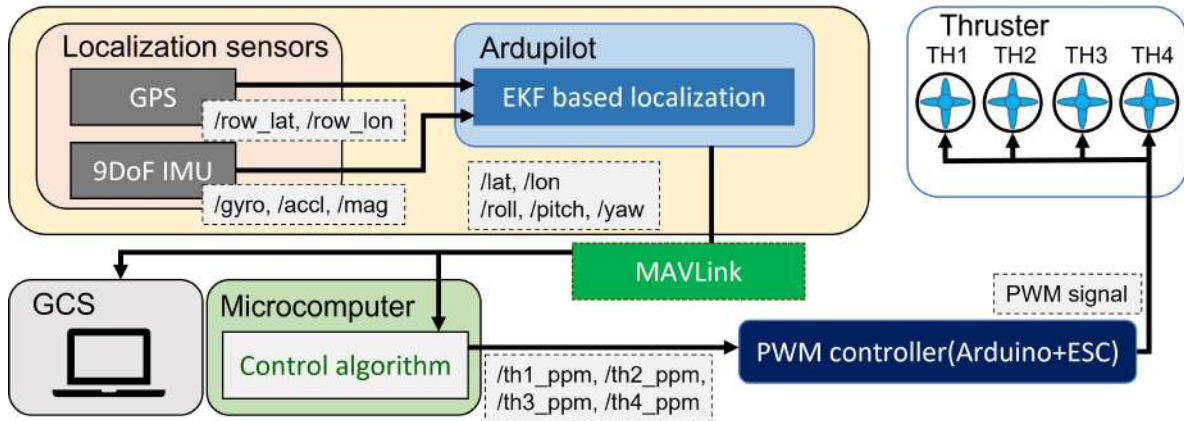 Localization sensors
GPS
/row_lat, /row_lon
9DoF IMU
/gyro, /accl, /mag
Ardupilot
EKF based localization
/lat, /lon
/roll, /pitch, /yaw
MAVLink
Thruster
TH1 TH2 TH3 TH4
GCS
Microcomputer
Control algorithm
/th1_ppm, /th2_ppm,
/th3_ppm, /th4_ppm
PWM controller(Arduino+ESC)
PWM signal